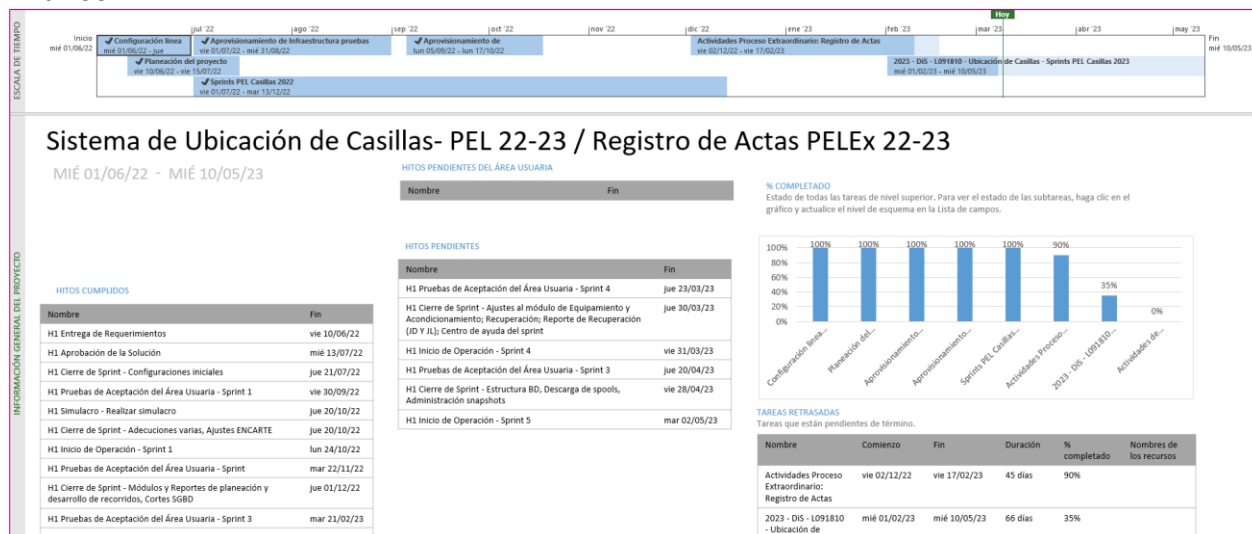 ESCALA DE TIEMPO
Hoy
jul '22 ago '22 sep '22 oct '22 nov '22 dic '22 ene '23 feb '23 mar '23 abr '23 may '23
Inicio
mié 01/06/22
Configuración línea
mié 01/06/22 - jue
Aprovisionamiento de Infraestructura pruebas
vie 01/07/22 - mié 31/08/22
Aprovisionamiento de
lun 05/09/22 - lun 17/10/22
Actividades Proceso Extraordinario: Registro de Actas
vie 02/12/22 - vie 17/02/23
Fin
mié 10/05/23
Planeación del proyecto
vie 10/06/22 - vie
15/07/22
2023 - DiS - L091810 - Ubicación de Casillas - Sprints PEL Casillas 2023
mié 01/02/23 - mié 10/05/23
Sprints PEL Casillas 2022
vie 01/07/22 - mar 13/12/22
INFORMACIÓN GENERAL DEL PROYECTO
Sistema de Ubicación de Casillas- PEL 22-23 / Registro de Actas PELEx 22-23
MIÉ 01/06/22 - MIÉ 10/05/23
HITOS CUMPLIDOS
Nombre Fin
H1 Entrega de Requerimientos vie 10/06/22
H1 Aprobación de la Solución mié 13/07/22
H1 Cierre de Sprint - Configuraciones iniciales jue 21/07/22
H1 Pruebas de Aceptación del Área Usuaria - Sprint 1 vie 30/09/22
H1 Simulacro - Realizar simulacro jue 20/10/22
H1 Cierre de Sprint - Adecuciones varias, Ajustes ENCARTE jue 20/10/22
H1 Inicio de Operación - Sprint 1 lun 24/10/22
H1 Pruebas de Aceptación del Área Usuaria - Sprint mar 22/11/22
H1 Cierre de Sprint - Módulos y Reportes de planeación y jue 01/12/22
desarrollo de recorridos, Cortes SGBD
H1 Pruebas de Aceptación del Área Usuaria - Sprint 3 mar 21/02/23
HITOS PENDIENTES DEL ÁREA USUARIA
Nombre Fin
HITOS PENDIENTES
Nombre Fin
H1 Pruebas de Aceptación del Área Usuaria - Sprint 4 jue 23/03/23
H1 Cierre de Sprint - Ajustes al módulo de Equipamiento y jue 30/03/23
Acondicionamiento; Recuperación; Reporte de Recuperación
(JD Y JL); Centro de ayuda del sprint
H1 Inicio de Operación - Sprint 4 vie 31/03/23
H1 Pruebas de Aceptación del Área Usuaria - Sprint 3 jue 20/04/23
H1 Cierre de Sprint - Estructura BD, Descarga de spools, vie 28/04/23
Administración snapshots
H1 Inicio de Operación - Sprint 5 mar 02/05/23
% COMPLETADO
Estado de todas las tareas de nivel superior. Para ver el estado de las subtareas, haga clic en el
gráfico y actualice el nivel de esquema en la Lista de campos.
100%
80%
60%
40%
20%
0%
100% 100% 100% 100% 100% 90% 35% 0%
Configuración línea...
Planeación del...
Aprovisionamiento...
Aprovisionamiento...
Sprints PEL Casillas...
Actividades Proceso...
2023 - DiS - L091810...
Actividades de...
TAREAS RETRASADAS
Tareas que están pendientes de término.
Nombre Comienzo Fin Duración % completado Nombres de los recursos
Actividades Proceso vie 02/12/22 vie 17/02/23 45 días 90%
Extraordinario:
Registro de Actas
2023 - DiS - L091810 mié 01/02/23 mié 10/05/23 66 días 35%
- Ubicación de